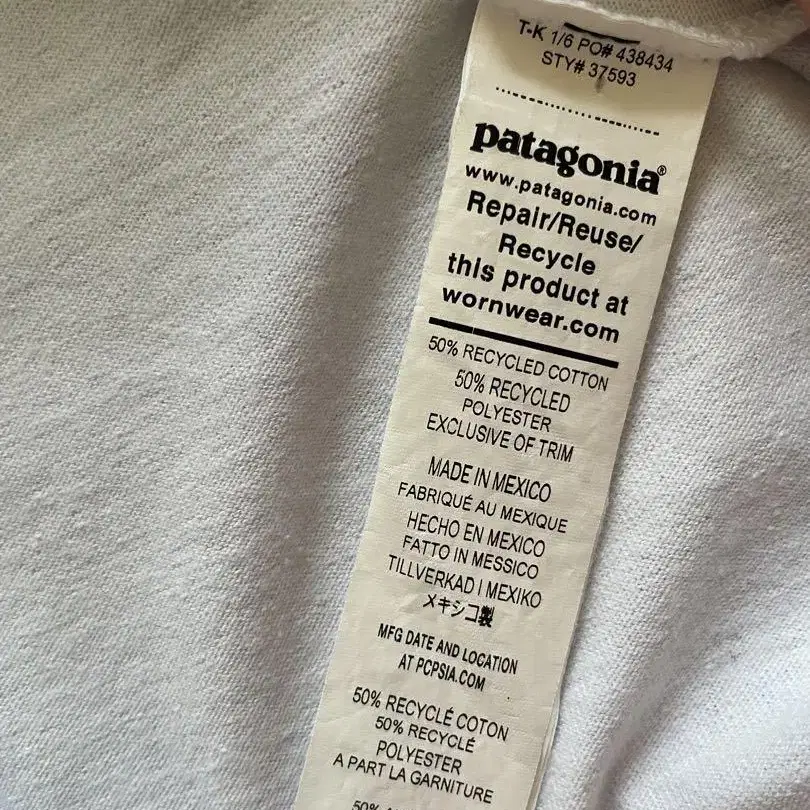 T-K 1/6 PO# 438434
STY# 37593
patagonia®
www.patagonia.com
Repair/Reuse/
Recycle
this product at
wornwear.com
50% RECYCLED COTTON
50% RECYCLED
POLYESTER
EXCLUSIVE OF TRIM
MADE IN MEXICO
FABRIQUÉ AU MEXIQUE
HECHO EN MEXICO
FATTO IN MESSICO
TILLVERKAD I MEXIKO
メキシコ製
MFG DATE AND LOCATION
AT PCPSIA.COM
50% RECYCLÉ COTON
50% RECYCLÉ
POLYESTER
A PART LA GARNITURE
50%